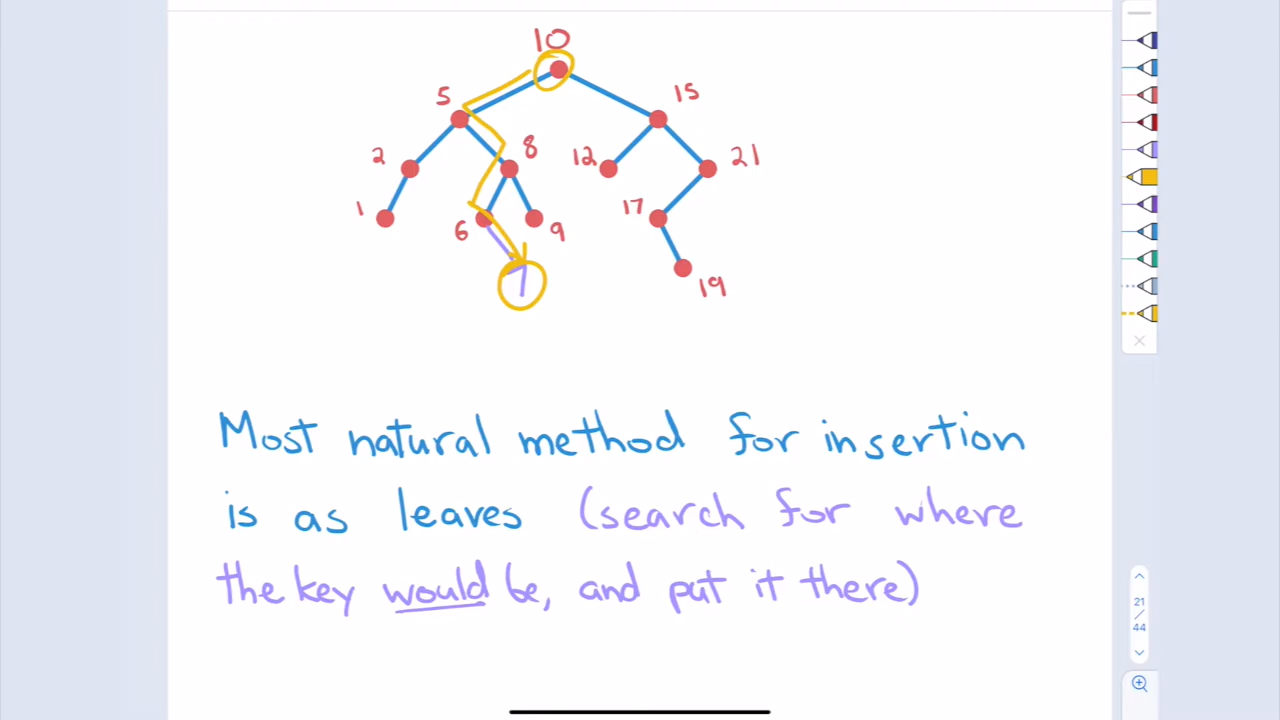 10
5 15
2 8 12 21
1 6 9 17
7 19
Most natural method for insertion
is as leaves (search for where
the key would be, and put it there)
21
/
44